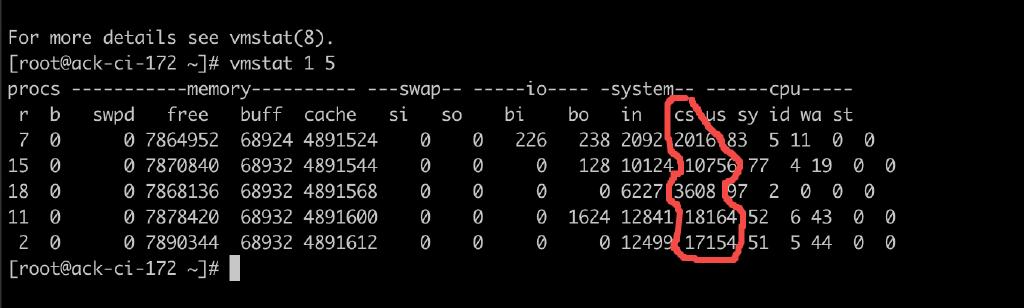 For more details see vmstat(8).
[root@ack-ci-172 ~]# vmstat 1 5
procs -----------memory---------- ---swap-- -----io---- -system-- ------cpu-----
 r  b   swpd   free   buff  cache   si   so    bi    bo   in   cs us sy id wa st
 7  0      0 7864952  68924 4891524    0    0   226   238 2092 2016 83  5 11  0  0
15  0      0 7870840  68932 4891544    0    0     0   128 10124 10756 77  4 19  0  0
18  0      0 7868136  68932 4891568    0    0     0     0 6227 3608 97  2  0  0  0
11  0      0 7878420  68932 4891600    0    0     0  1624 12841 18164 52  6 43  0  0
 2  0      0 7890344  68932 4891612    0    0     0     0 12499 17154 51  5 44  0  0
[root@ack-ci-172 ~]#